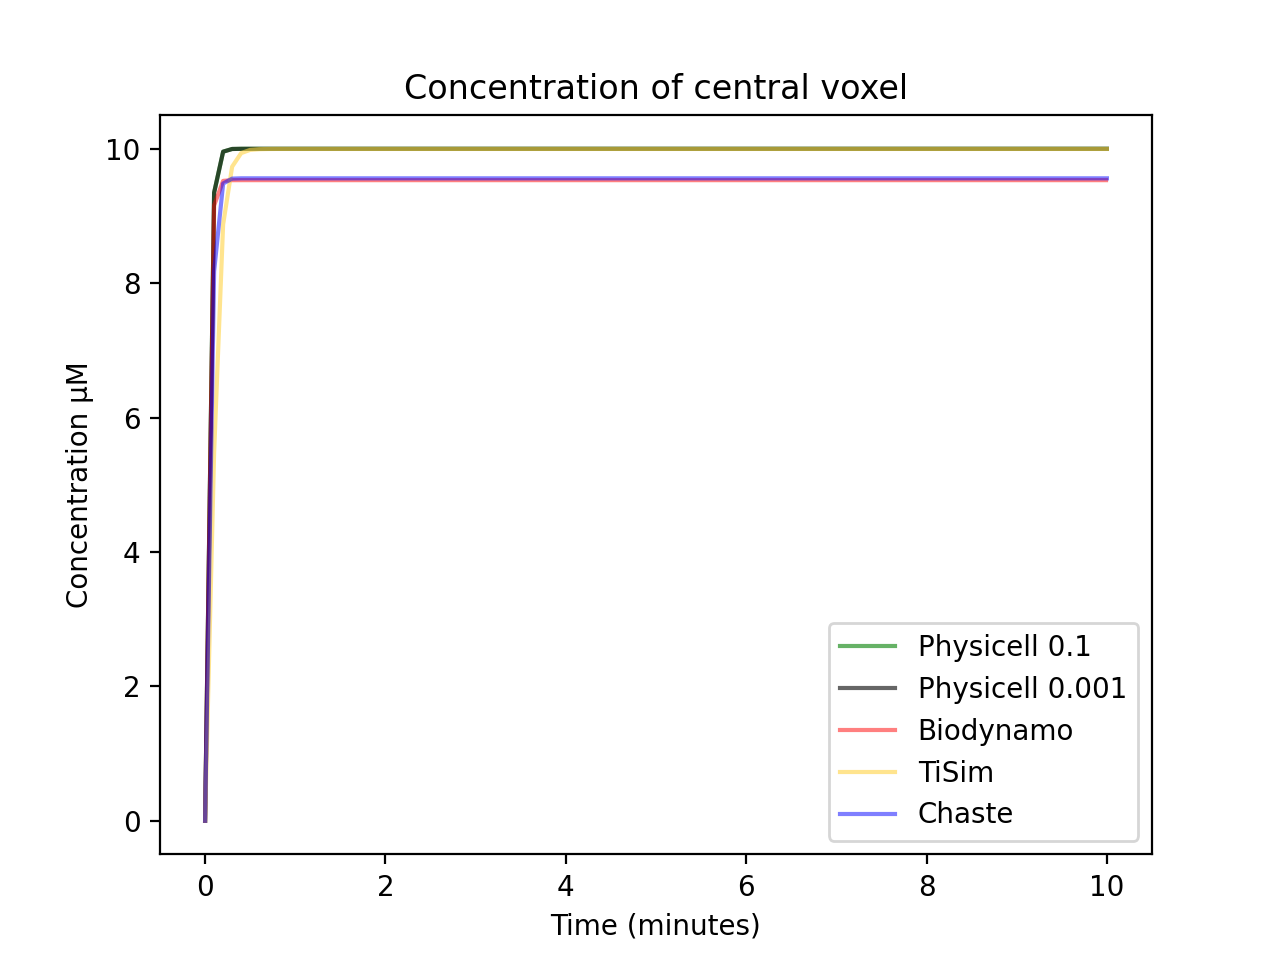 Concentration of central voxel
10
8
6
4
2
0
Concentration µM
0 2 4 6 8 10
Time (minutes)
Physicell 0.1
Physicell 0.001
Biodynamo
TiSim
Chaste